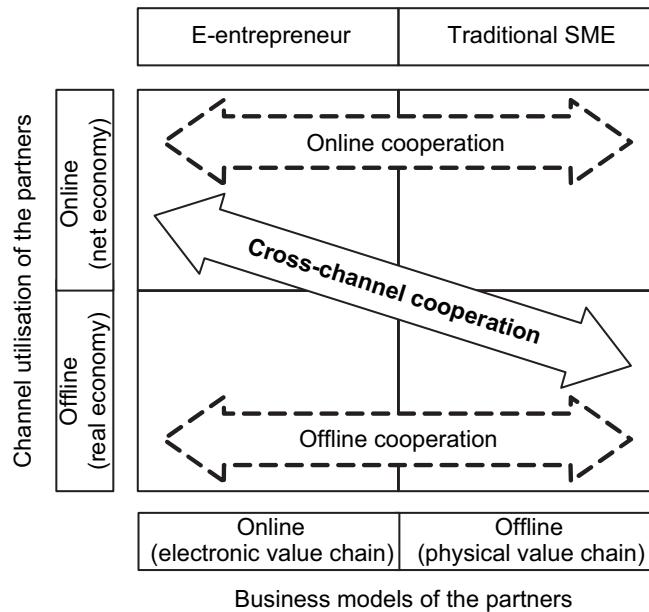 E-entrepreneur
Traditional SME
Channel utilisation of the partners
Online
(net economy)
Offline
(real economy)
Online cooperation
Cross-channel cooperation
Offline cooperation
Online
(electronic value chain)
Offline
(physical value chain)
Business models of the partners